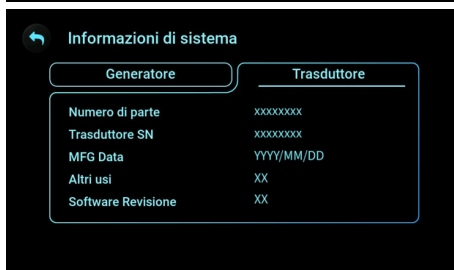 Informazioni di sistema
Generatore Trasduttore
Numero di parte xxxxxxxx
Trasduttore SN xxxxxxxx
MFG Data YYYY/MM/DD
Altri usi XX
Software Revisione XX